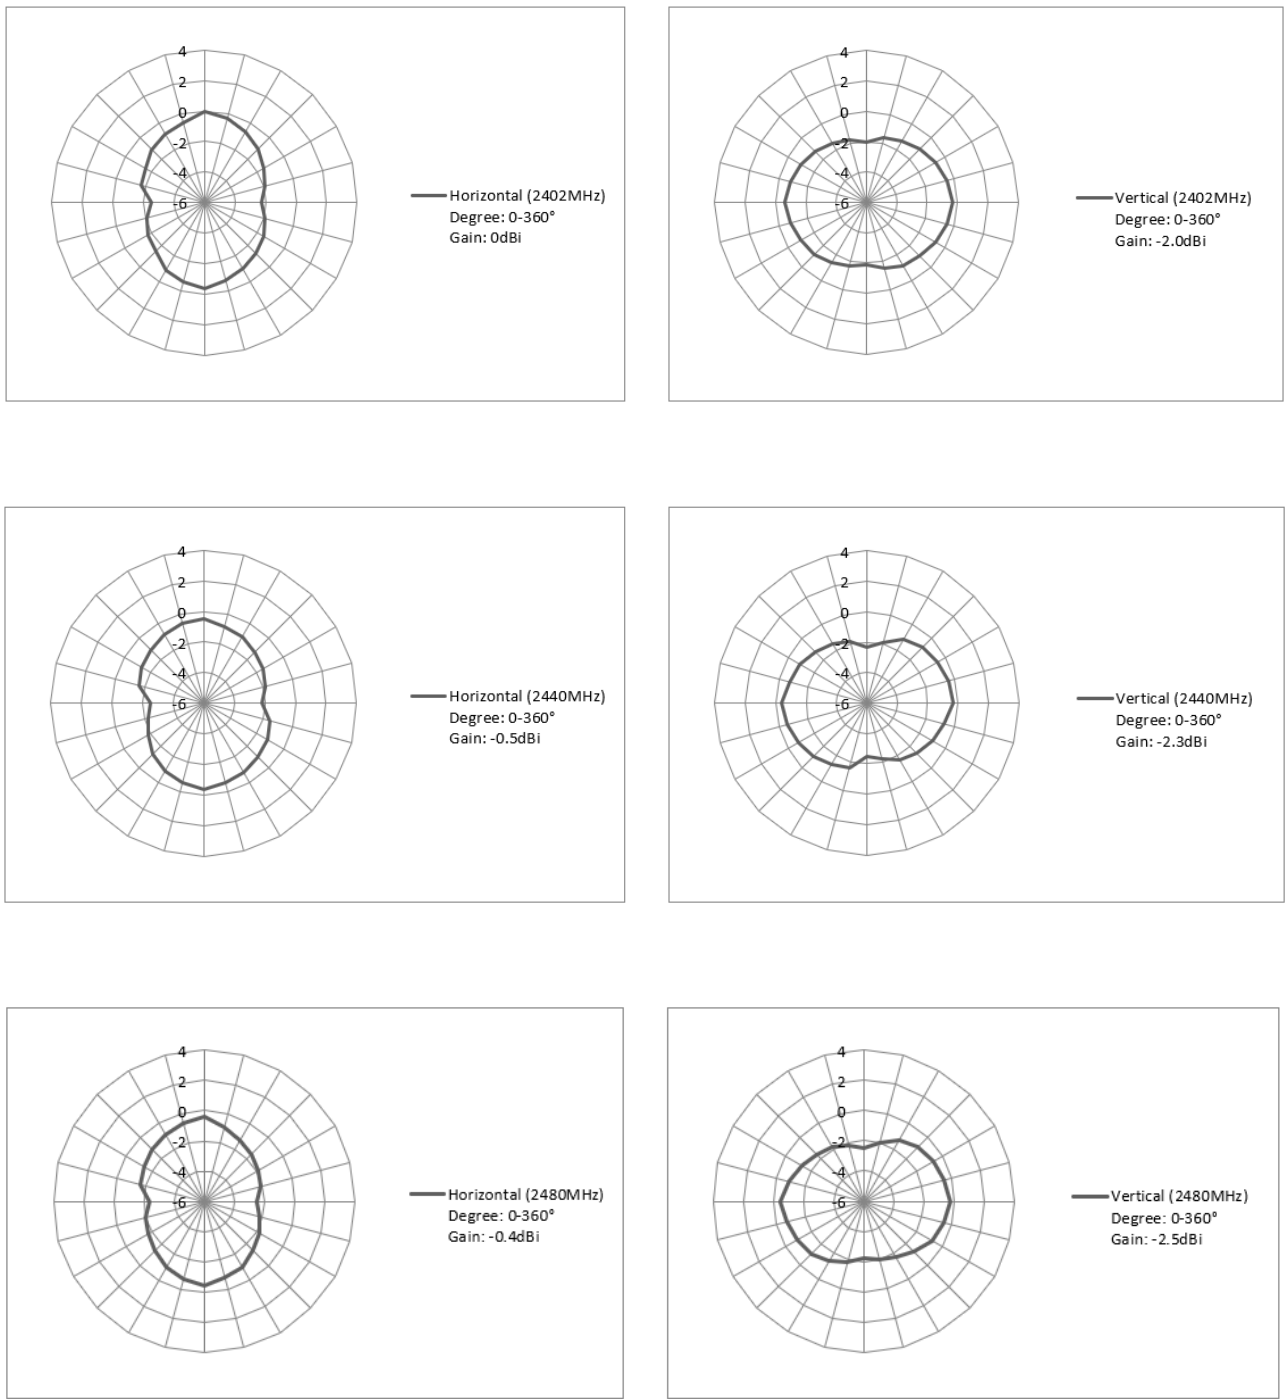 4
2
0
-2
-4
-6
Horizontal (2402MHz)
Degree: 0-360°
Gain: 0dBi
4
2
0
-2
-4
-6
Vertical (2402MHz)
Degree: 0-360°
Gain: -2.0dBi
4
2
0
-2
-4
-6
Horizontal (2440MHz)
Degree: 0-360°
Gain: -0.5dBi
4
2
0
-2
-4
-6
Vertical (2440MHz)
Degree: 0-360°
Gain: -2.3dBi
4
2
0
-2
-4
-6
Horizontal (2480MHz)
Degree: 0-360°
Gain: -0.4dBi
4
2
0
-2
-4
-6
Vertical (2480MHz)
Degree: 0-360°
Gain: -2.5dBi